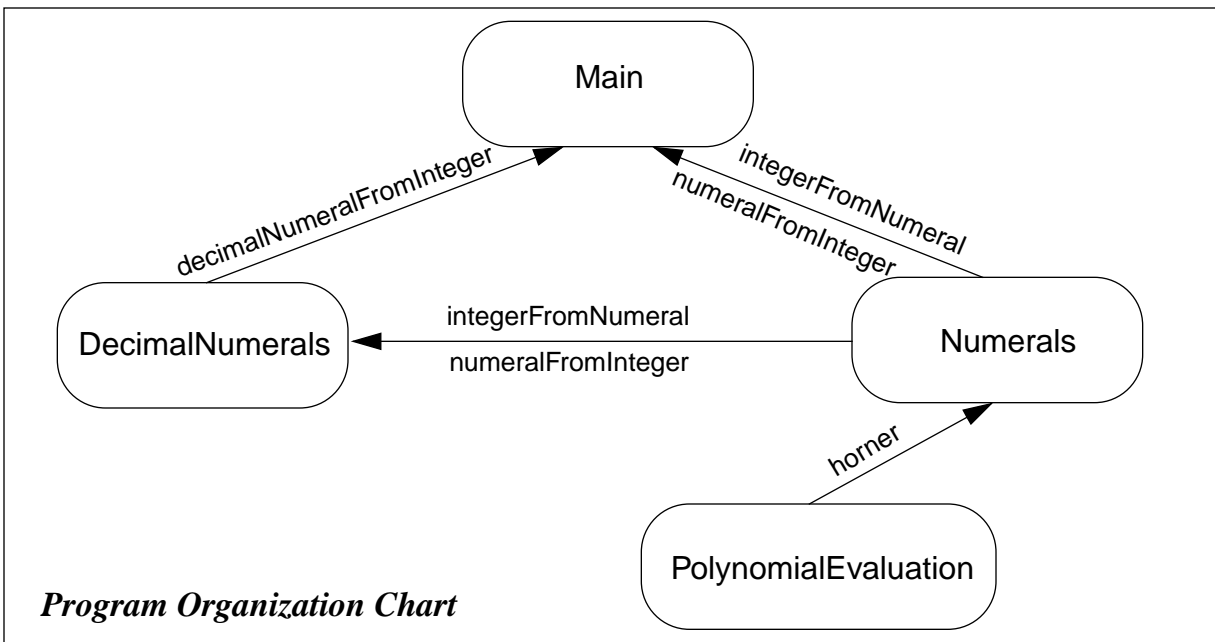 Main
decimalNumeralFromInteger
integerFromNumeral
numeralFromInteger
DecimalNumerals
integerFromNumeral
numeralFromInteger
Numerals
horner
PolynomialEvaluation
Program Organization Chart